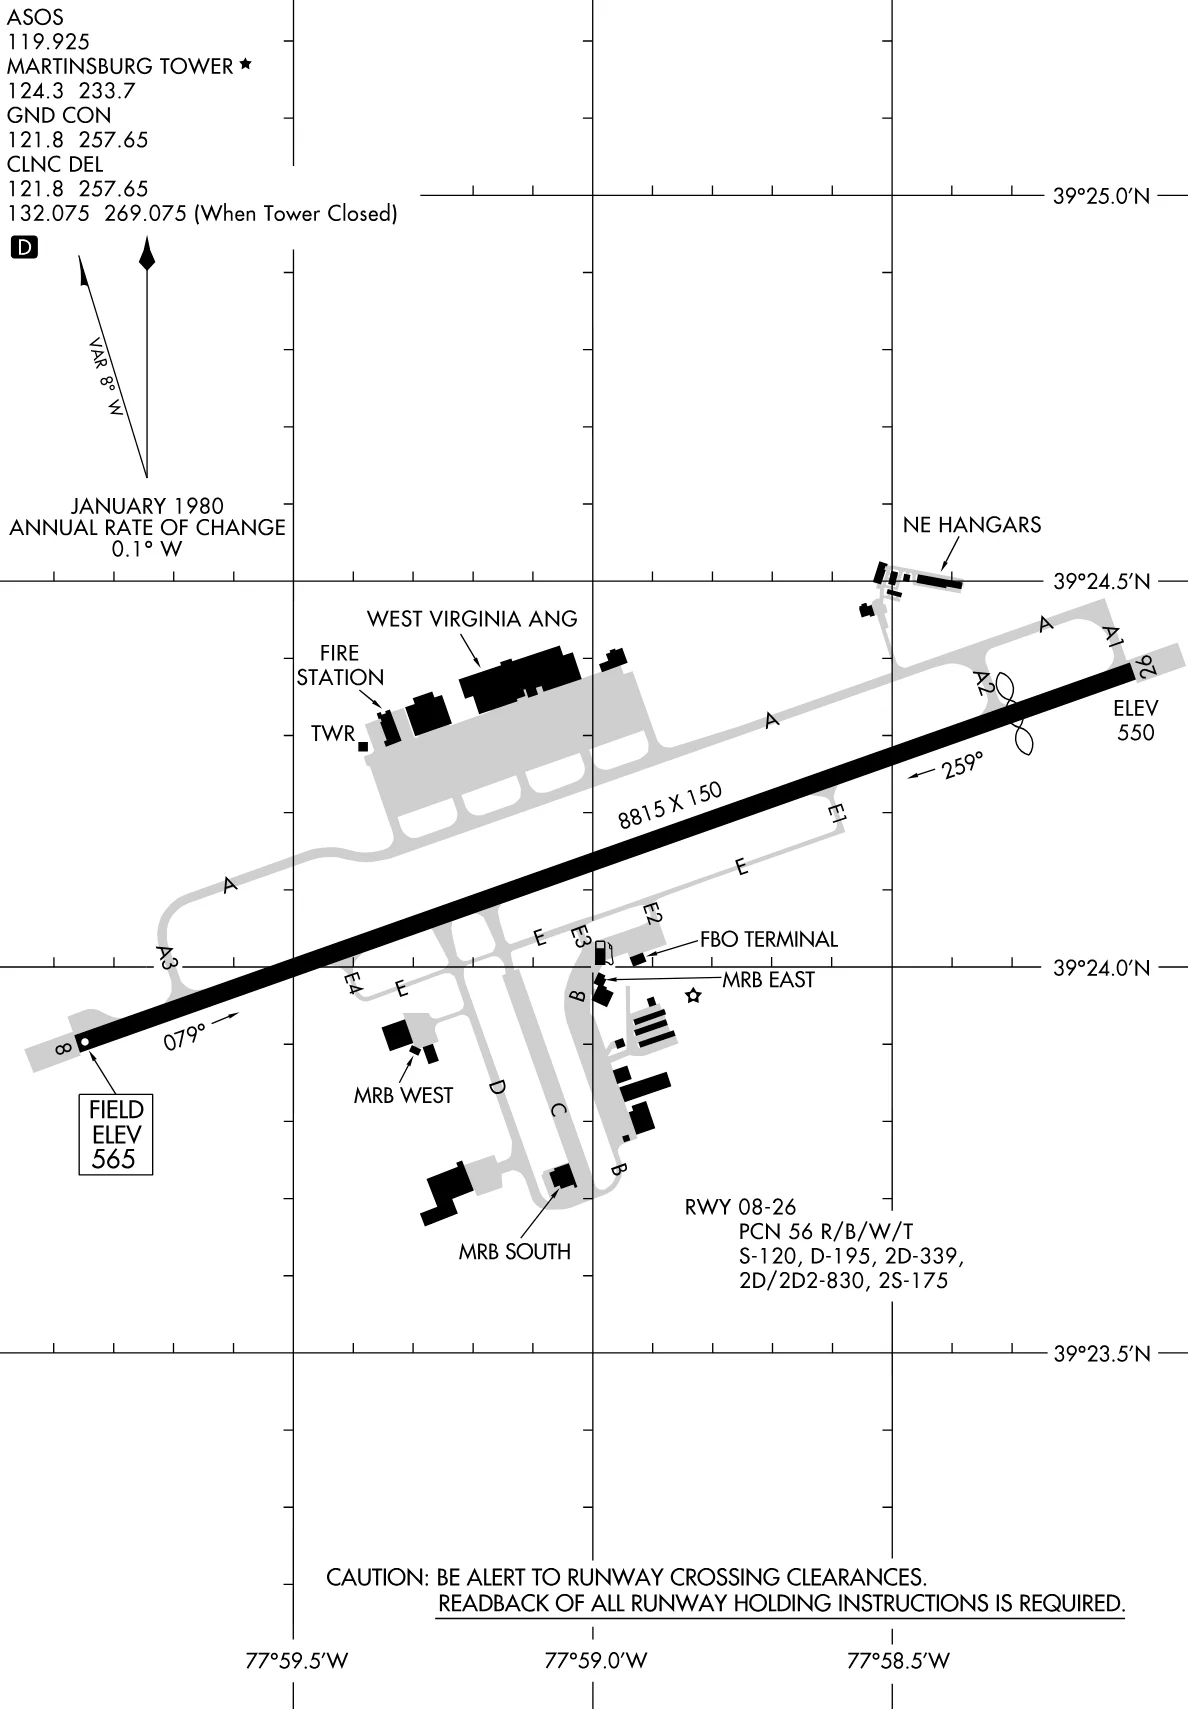 ASOS
119.925
MARTINSBURG TOWER ★
124.3 233.7
GND CON
121.8 257.65
CLNC DEL
121.8 257.65
132.075 269.075 (When Tower Closed)
D
39°25.0'N
VAR 8° W
JANUARY 1980
ANNUAL RATE OF CHANGE
0.1° W
NE HANGARS
39°24.5'N
WEST VIRGINIA ANG
FIRE
STATION
TWR
A
A1
A2
26
ELEV
550
A
259°
8815 X 150
E1
E
A
E2
E3
E
FBO TERMINAL
A3
39°24.0'N
E4
E
MRB EAST
B
079°
8
MRB WEST
D
C
FIELD
ELEV
565
B
MRB SOUTH
RWY 08-26
PCN 56 R/B/W/T
S-120, D-195, 2D-339,
2D/2D2-830, 2S-175
39°23.5'N
CAUTION: BE ALERT TO RUNWAY CROSSING CLEARANCES.
READBACK OF ALL RUNWAY HOLDING INSTRUCTIONS IS REQUIRED.
77°59.5'W
77°59.0'W
77°58.5'W